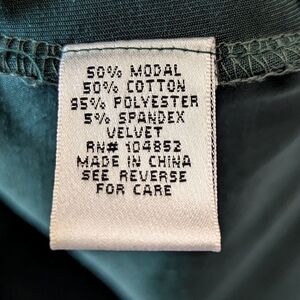 50% MODAL
50% COTTON
95% POLYESTER
5% SPANDEX
VELVET
RN# 104852
MADE IN CHINA
SEE REVERSE
FOR CARE